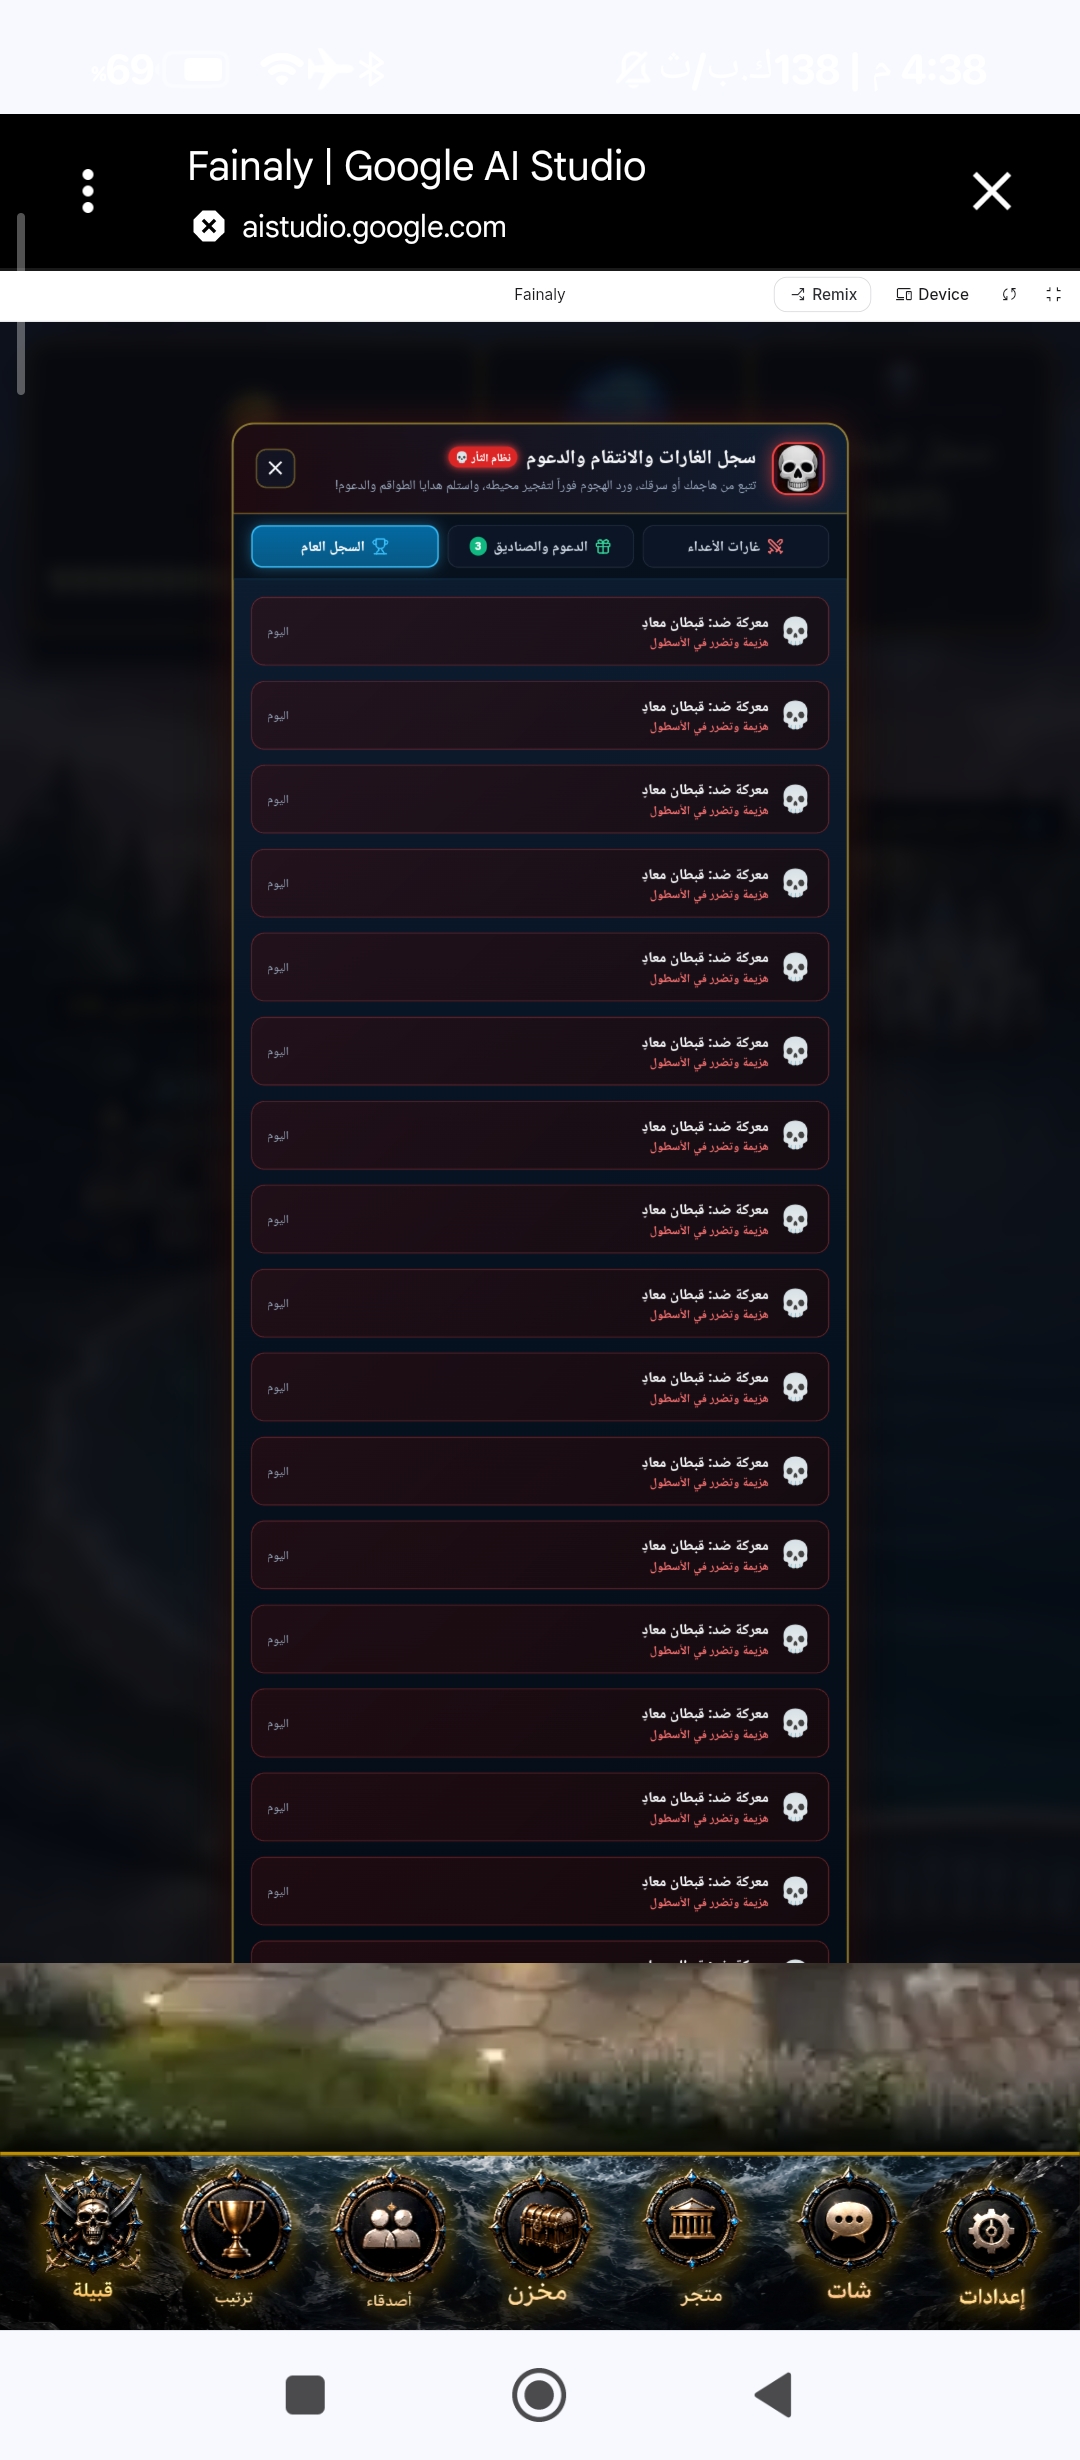 4:38 م | 138ك.ب/ث
69%
Fainaly | Google AI Studio
aistudio.google.com
Fainaly
Remix
Device
سجل الغارات والانتقام والدعوم
نظام الثأر
تتبع من هاجمك أو سرقك، ورد الهجوم فوراً لتفجير محيطه، واستلم هدايا الطواقم والدعوم!
غارات الأعداء
الدعوم والصناديق 3
السجل العام
معركة ضد: قبطان معادٍ
هزيمة وتضرر في الأسطول
اليوم
معركة ضد: قبطان معادٍ
هزيمة وتضرر في الأسطول
اليوم
معركة ضد: قبطان معادٍ
هزيمة وتضرر في الأسطول
اليوم
معركة ضد: قبطان معادٍ
هزيمة وتضرر في الأسطول
اليوم
معركة ضد: قبطان معادٍ
هزيمة وتضرر في الأسطول
اليوم
معركة ضد: قبطان معادٍ
هزيمة وتضرر في الأسطول
اليوم
معركة ضد: قبطان معادٍ
هزيمة وتضرر في الأسطول
اليوم
معركة ضد: قبطان معادٍ
هزيمة وتضرر في الأسطول
اليوم
معركة ضد: قبطان معادٍ
هزيمة وتضرر في الأسطول
اليوم
معركة ضد: قبطان معادٍ
هزيمة وتضرر في الأسطول
اليوم
معركة ضد: قبطان معادٍ
هزيمة وتضرر في الأسطول
اليوم
معركة ضد: قبطان معادٍ
هزيمة وتضرر في الأسطول
اليوم
معركة ضد: قبطان معادٍ
هزيمة وتضرر في الأسطول
اليوم
معركة ضد: قبطان معادٍ
هزيمة وتضرر في الأسطول
اليوم
معركة ضد: قبطان معادٍ
هزيمة وتضرر في الأسطول
اليوم
معركة ضد: قبطان معادٍ
هزيمة وتضرر في الأسطول
اليوم
إعدادات
شات
متجر
مخزن
أصدقاء
ترتيب
قبيلة